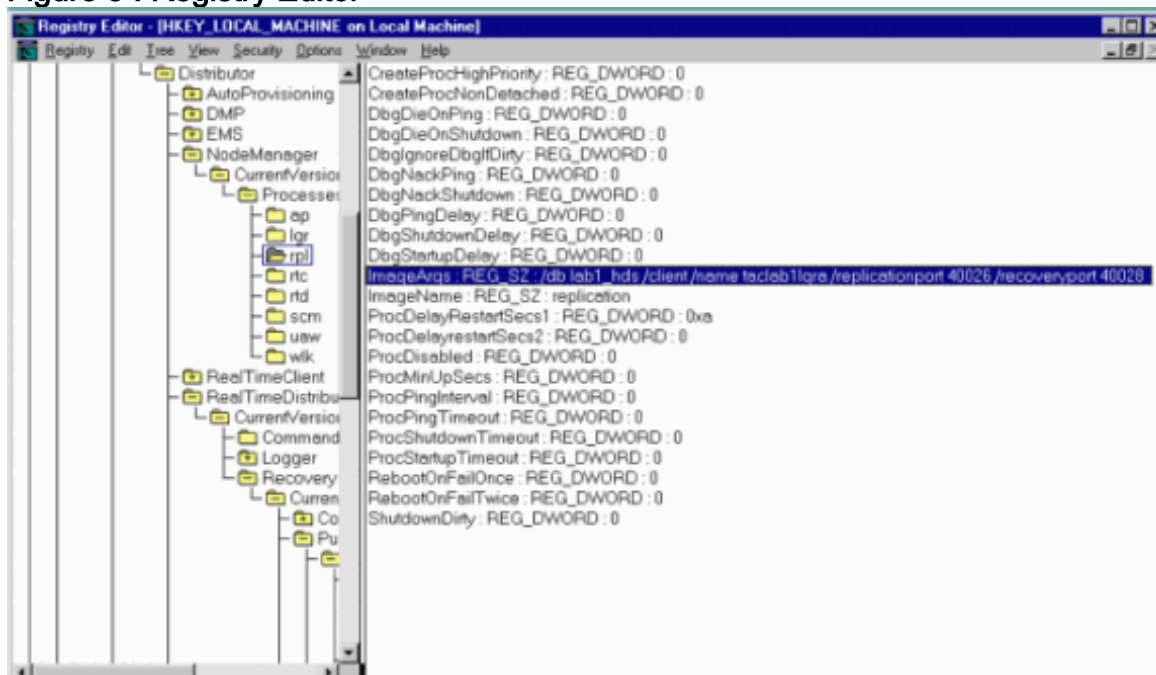 Registry Editor - [HKEY_LOCAL_MACHINE on Local Machine]
Registry Edit Tree View Security Options Window Help
Distributor
AutoProvisioning
DMP
EMS
NodeManager
CurrentVersion
Processes
ap
lgr
rpl
rtc
rtd
scm
uaw
wlk
RealTimeClient
RealTimeDistribu
CurrentVersion
Command
Logger
Recovery
Curren
Co
Pu
CreateProcHighPriority : REG_DWORD : 0
CreateProcNonDetached : REG_DWORD : 0
DbgDieOnPing : REG_DWORD : 0
DbgDieOnShutdown : REG_DWORD : 0
DbgIgnoreDbgIfDirty : REG_DWORD : 0
DbgNackPing : REG_DWORD : 0
DbgNackShutdown : REG_DWORD : 0
DbgPingDelay : REG_DWORD : 0
DbgShutdownDelay : REG_DWORD : 0
DbgStartupDelay : REG_DWORD : 0
ImageArgs : REG_SZ : /db lab1_hds /client /name taclab1lgra /replicationport 40026 /recoveryport 40028
ImageName : REG_SZ : replication
ProcDelayRestartSecs1 : REG_DWORD : 0xa
ProcDelayrestartSecs2 : REG_DWORD : 0
ProcDisabled : REG_DWORD : 0
ProcMinUpSecs : REG_DWORD : 0
ProcPingInterval : REG_DWORD : 0
ProcPingTimeout : REG_DWORD : 0
ProcShutdownTimeout : REG_DWORD : 0
ProcStartupTimeout : REG_DWORD : 0
RebootOnFailOnce : REG_DWORD : 0
RebootOnFailTwice : REG_DWORD : 0
ShutdownDirty : REG_DWORD : 0